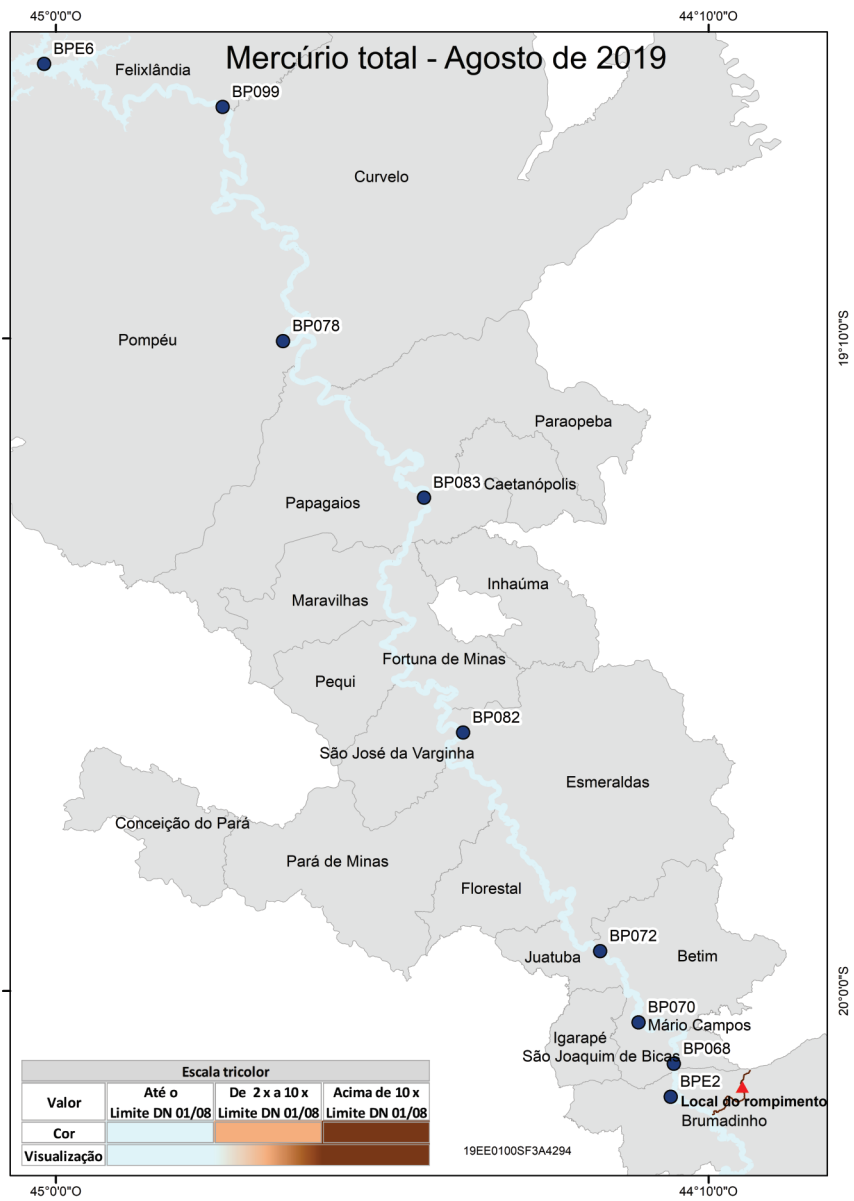 45°0'0"O
44°10'0"O
Mercúrio total - Agosto de 2019
BPE6
Felixlândia
BP099
Curvelo
BP078
Pompéu
19°10'0"S
Paraopeba
BP083
Caetanópolis
Papagaios
Inhaúma
Maravilhas
Fortuna de Minas
Pequi
BP082
São José da Varginha
Esmeraldas
Conceição do Pará
Pará de Minas
Florestal
BP072
Juatuba
Betim
20°0'0"S
BP070
Mário Campos
Igarapé
São Joaquim de Bicas
BP068
BPE2
Local do rompimento
Brumadinho
Escala tricolor
Valor
Até o
Limite DN 01/08
De 2 x a 10 x
Limite DN 01/08
Acima de 10 x
Limite DN 01/08
Cor
Visualização
19EE0100SF3A4294
45°0'0"O
44°10'0"O